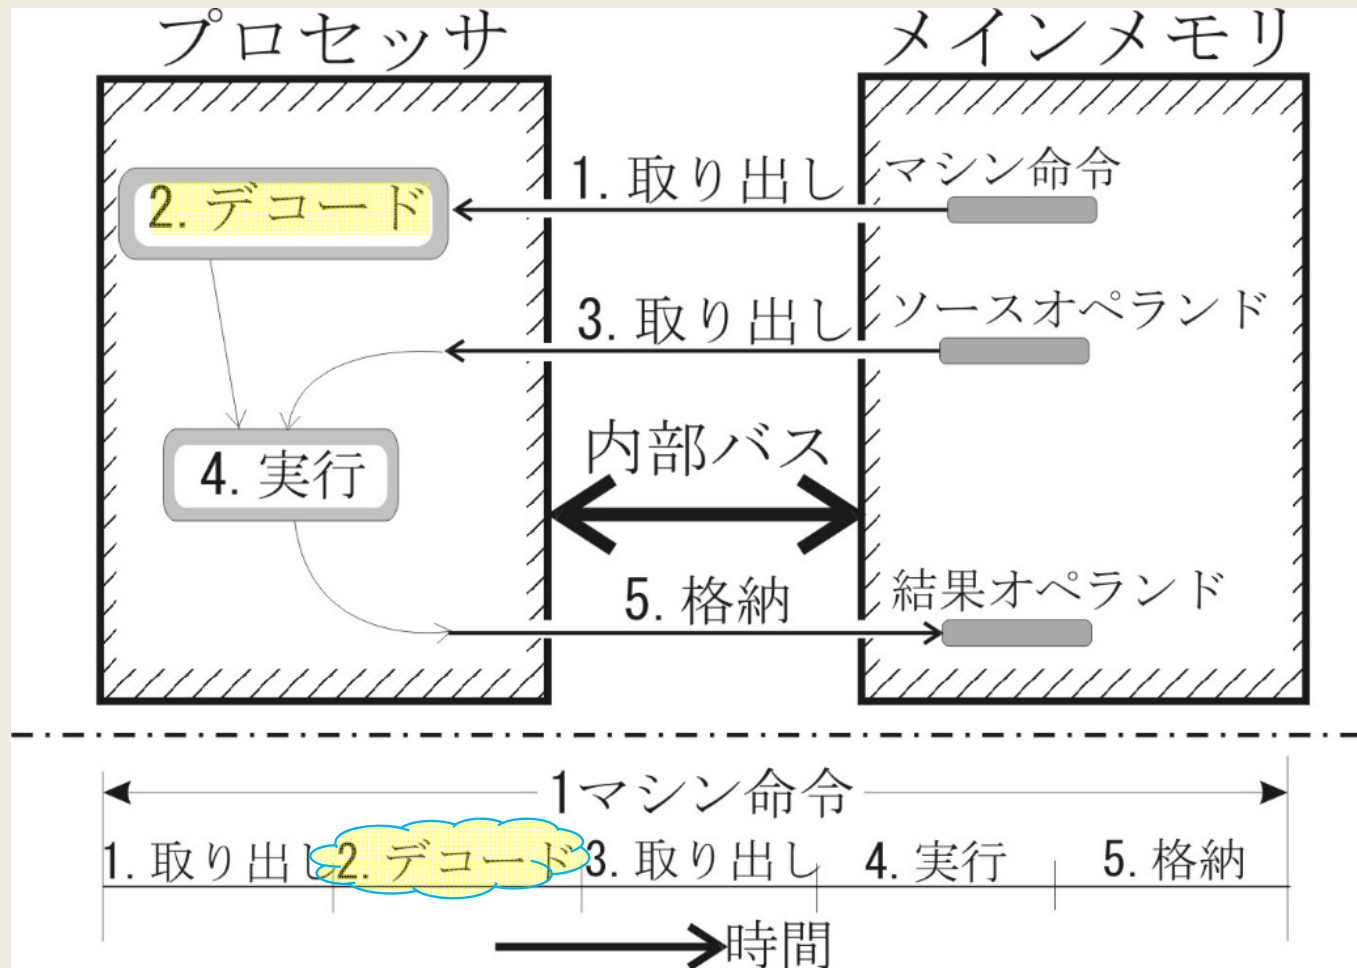 プロセッサ
メインメモリ
1. 取り出し
マシン命令
2. デコード
3. 取り出し
ソースオペランド
内部バス
4. 実行
5. 格納
結果オペランド
1マシン命令
1. 取り出し 2. デコード 3. 取り出し 4. 実行 5. 格納
時間